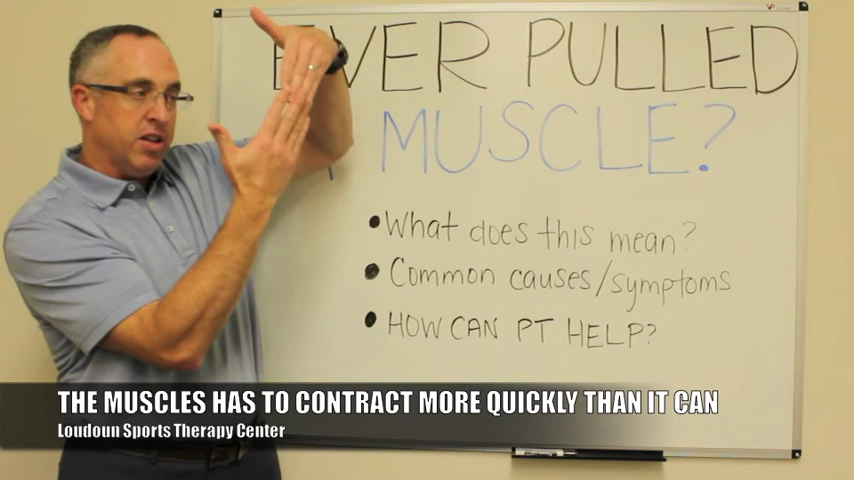 EVER PULLED
A MUSCLE?
•What does this mean?
•Common causes/symptoms
•HOW CAN PT HELP?
THE MUSCLES HAS TO CONTRACT MORE QUICKLY THAN IT CAN
Loudoun Sports Therapy Center